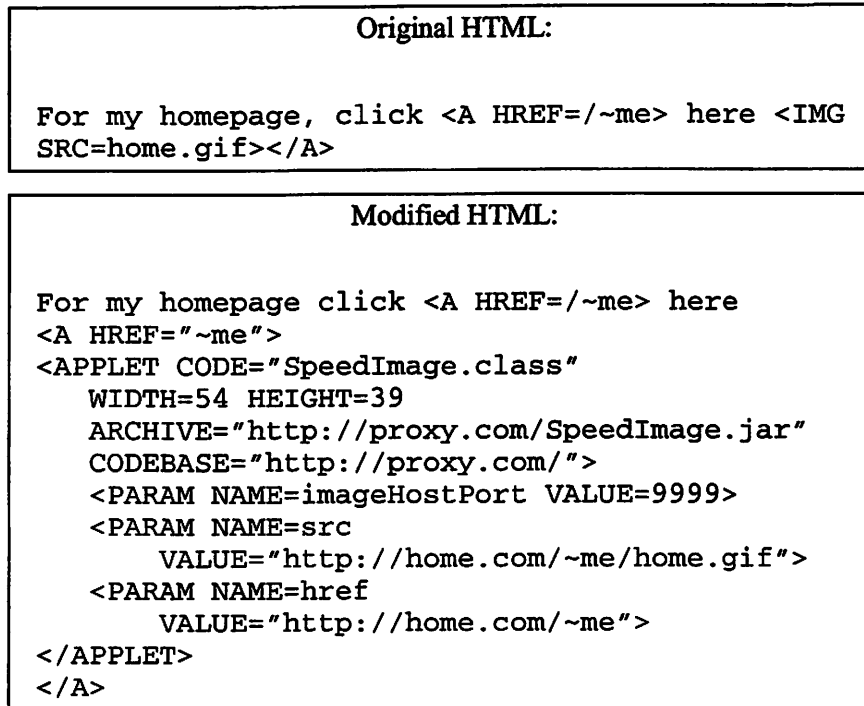 Original HTML:
For my homepage, click <A HREF=/~me> here <IMG
SRC=home.gif></A>
Modified HTML:
For my homepage click <A HREF=/~me> here
<A HREF="~me">
<APPLET CODE="SpeedImage.class"
WIDTH=54 HEIGHT=39
ARCHIVE="http://proxy.com/SpeedImage.jar"
CODEBASE="http://proxy.com/">
<PARAM NAME=imageHostPort VALUE=9999>
<PARAM NAME=src
VALUE="http://home.com/~me/home.gif">
<PARAM NAME=href
VALUE="http://home.com/~me">
</APPLET>
</A>